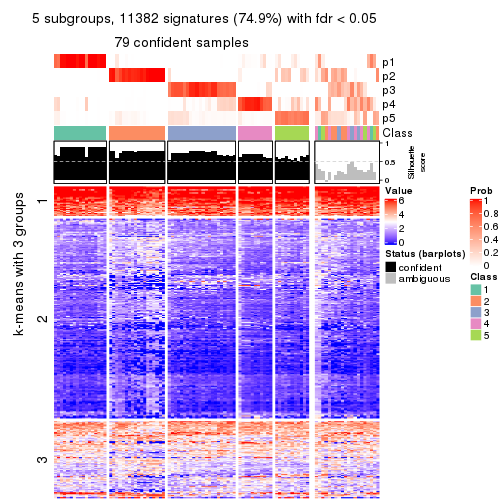 5 subgroups, 11382 signatures (74.9%) with fdr < 0.05
79 confident samples
p1
p2
p3
p4
p5
Class
1
0.5
0
Silhouette
score
k-means with 3 groups
1
2
3
Value
6
4
2
0
Status (barplots)
confident
ambiguous
Prob
1
0.8
0.6
0.4
0.2
0
Class
1
2
3
4
5